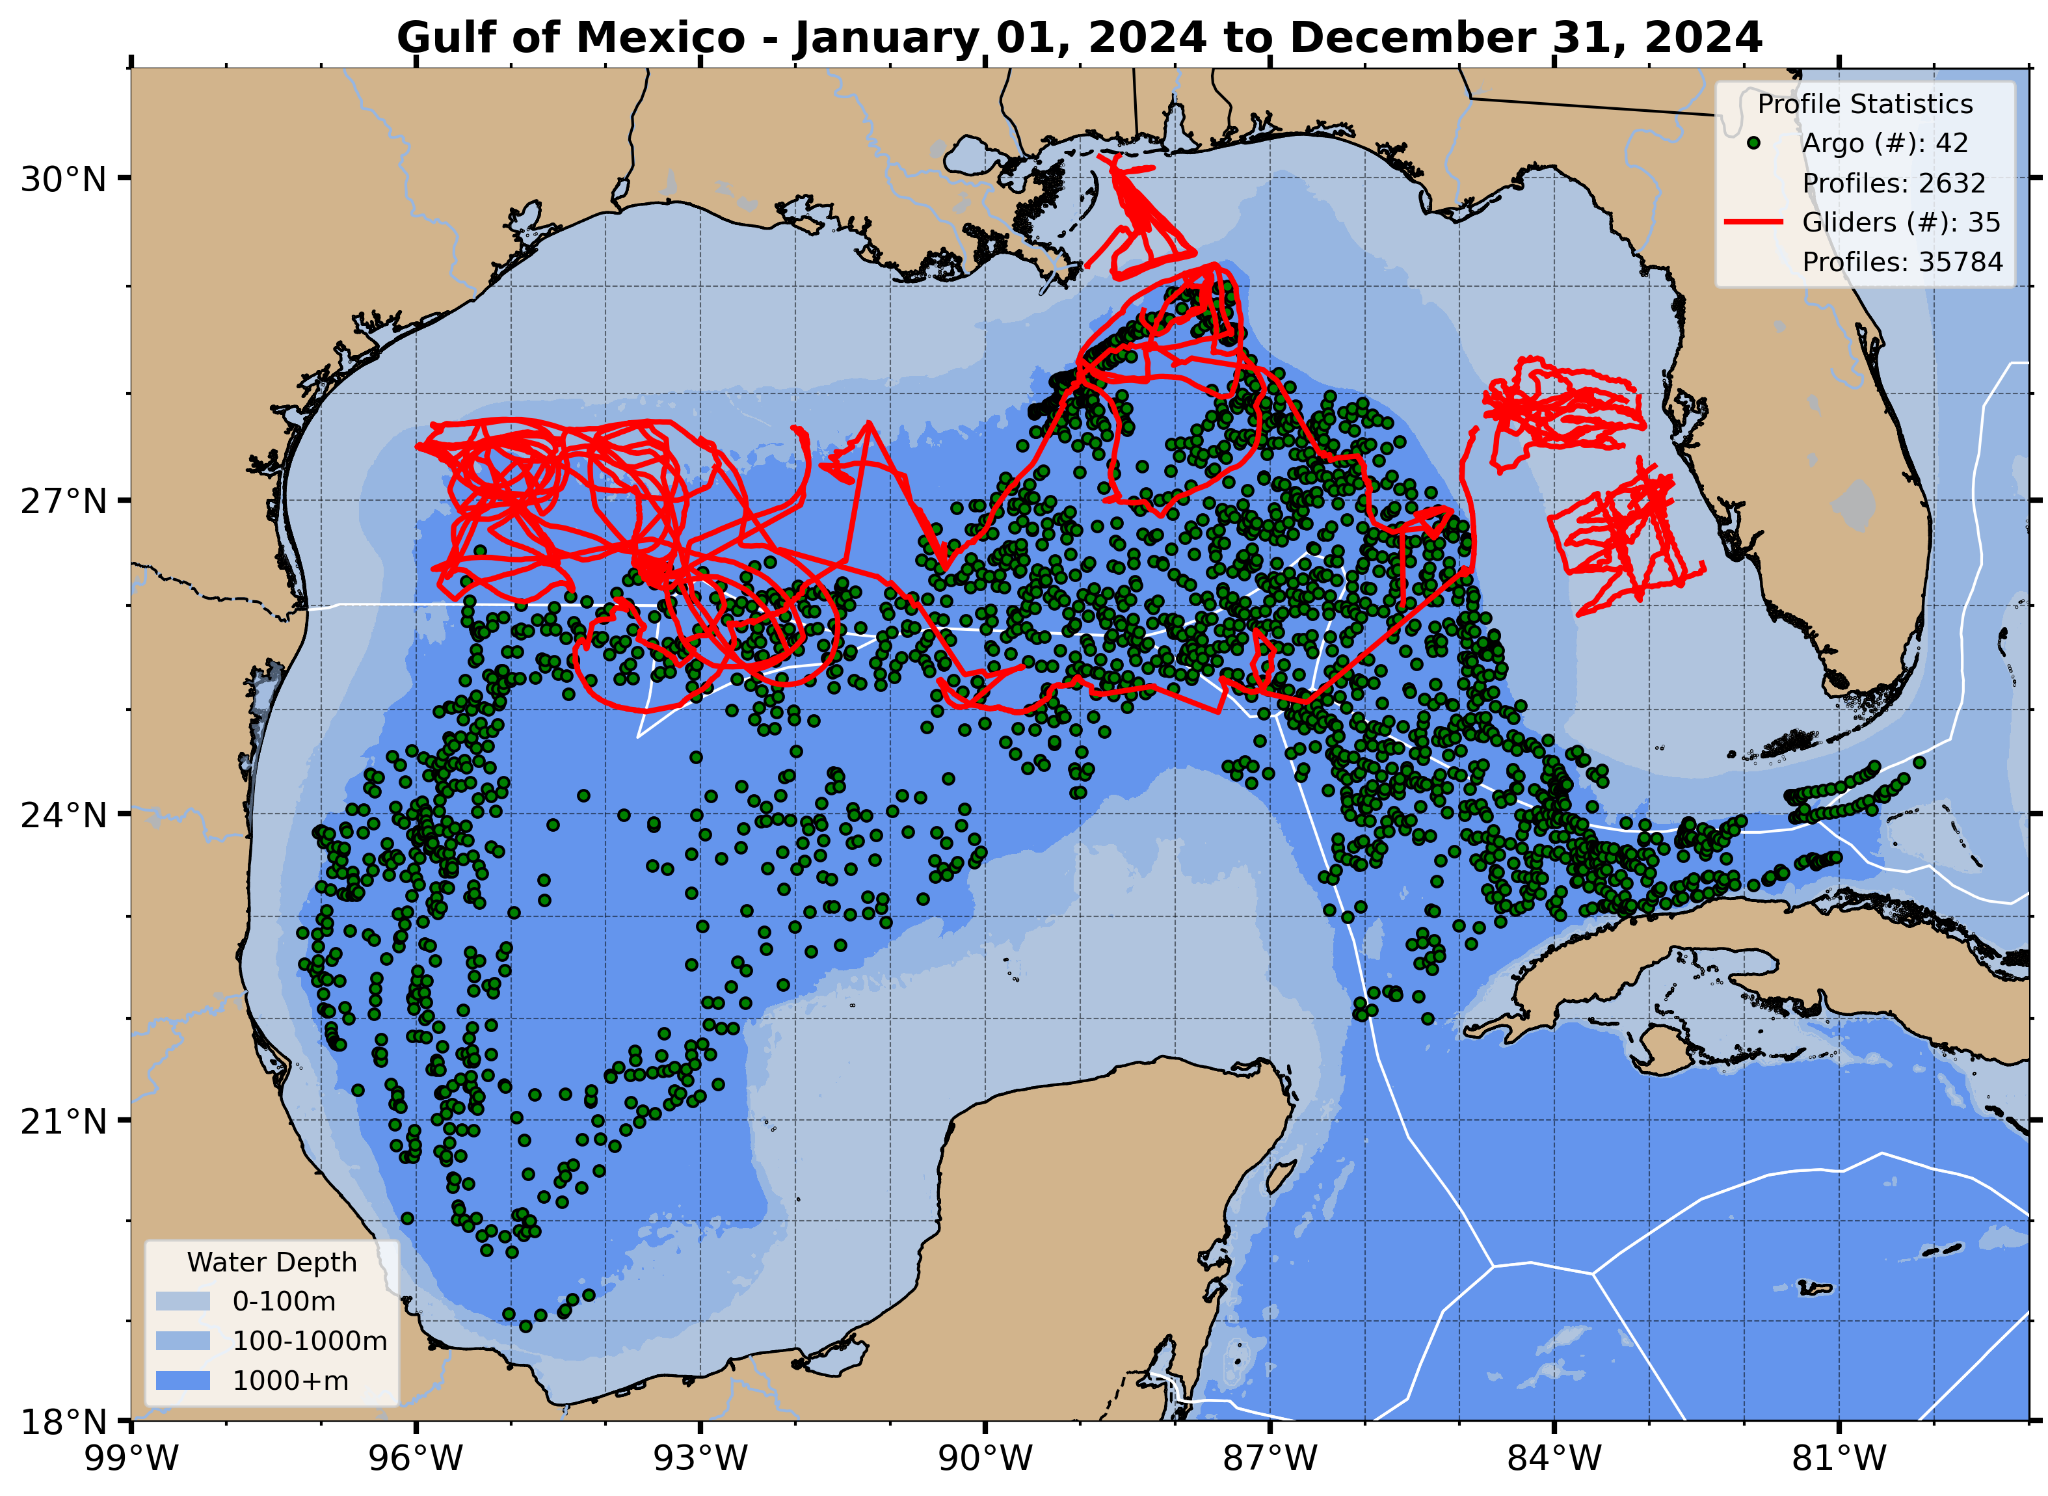 Gulf of Mexico - January 01, 2024 to December 31, 2024
Profile Statistics
Argo (#): 42
Profiles: 2632
Gliders (#): 35
Profiles: 35784
30°N
27°N
24°N
21°N
18°N
Water Depth
0-100m
100-1000m
1000+m
99°W 96°W 93°W 90°W 87°W 84°W 81°W